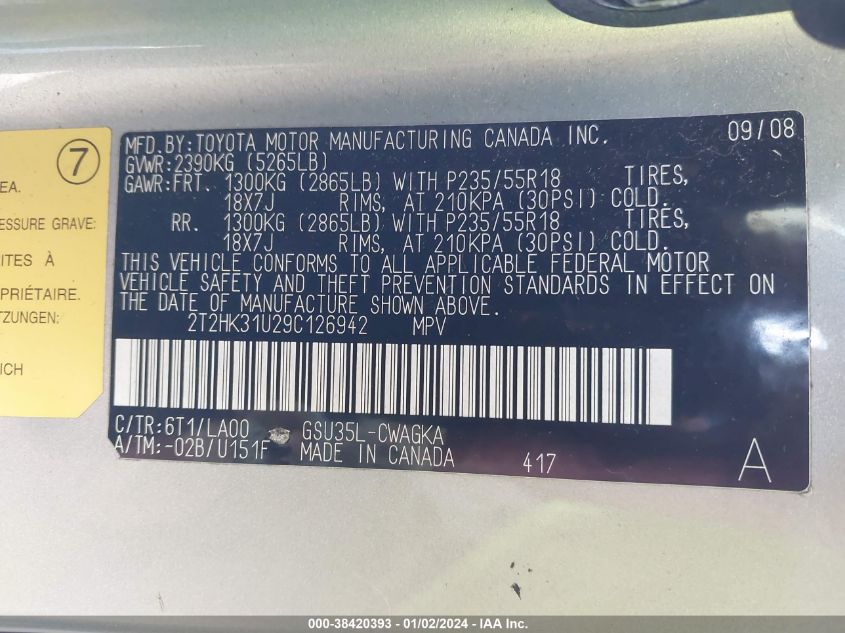 7
EA.
ESSURE GRAVE:
ITES À
PRIÉTAIRE.
TZUNGEN:
ICH
MFD.BY:TOYOTA MOTOR MANUFACTURING CANADA INC. 09/08
GVWR:2390KG (5265LB)
GAWR:FRT. 1300KG (2865LB) WITH P235/55R18 TIRES,
18X7J RIMS, AT 210KPA (30PSI) COLD.
RR. 1300KG (2865LB) WITH P235/55R18 TIRES,
18X7J RIMS, AT 210KPA (30PSI) COLD.
THIS VEHICLE CONFORMS TO ALL APPLICABLE FEDERAL MOTOR
VEHICLE SAFETY AND THEFT PREVENTION STANDARDS IN EFFECT ON
THE DATE OF MANUFACTURE SHOWN ABOVE.
2T2HK31U29C126942 MPV
C/TR:6T1/LA00 GSU35L-CWAGKA
A/TM:-02B/U151F MADE IN CANADA 417 A
000-38420393 - 01/02/2024 - IAA Inc.